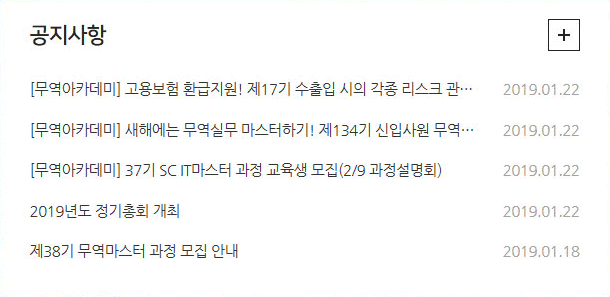 공지사항
+
[무역아카데미] 고용보험 환급지원! 제17기 수출입 시의 각종 리스크 관… 2019.01.22
[무역아카데미] 새해에는 무역실무 마스터하기! 제134기 신입사원 무역… 2019.01.22
[무역아카데미] 37기 SC IT마스터 과정 교육생 모집(2/9 과정설명회) 2019.01.22
2019년도 정기총회 개최 2019.01.22
제38기 무역마스터 과정 모집 안내 2019.01.18